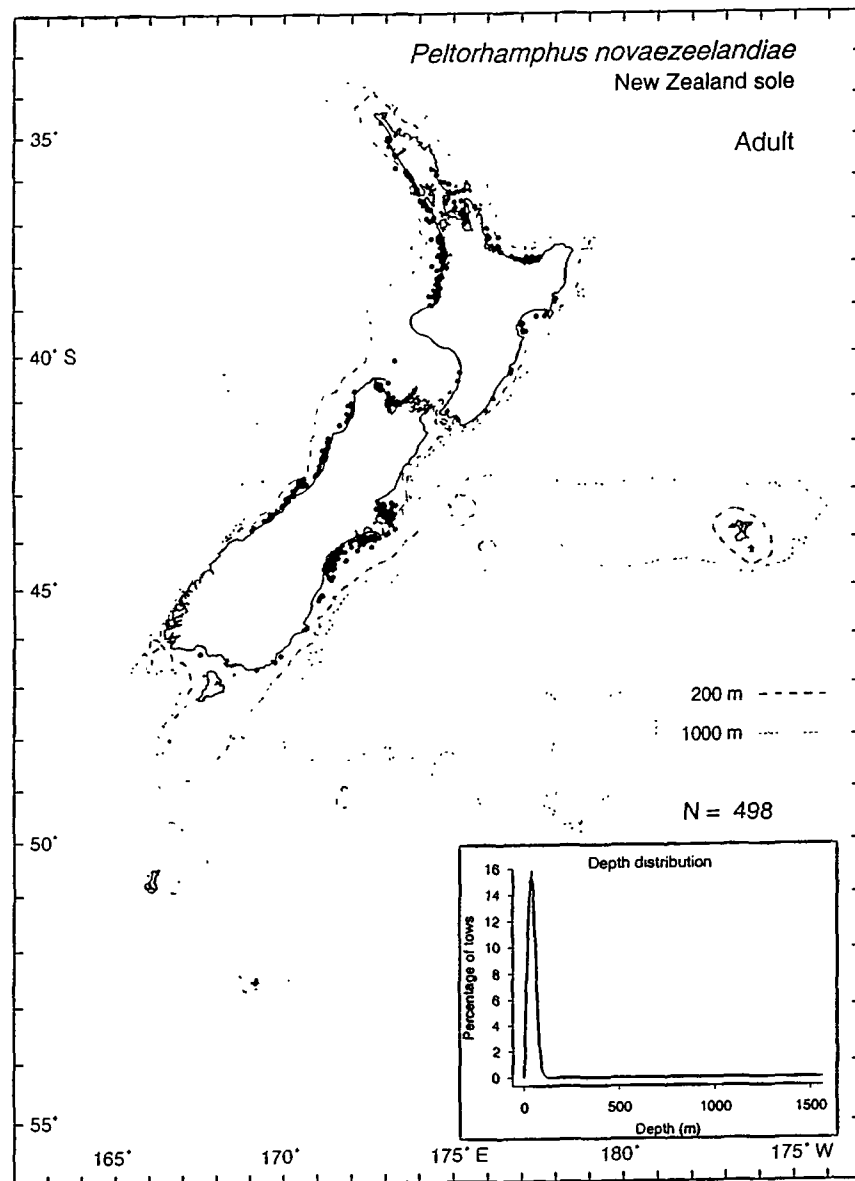 Peltorhamphus novaezeelandiae
New Zealand sole
Adult
35°
40° S
45°
200 m
1000 m
N = 498
50°
Depth distribution
16
14
12
10
8
6
4
2
0
Percentage of tows
0 500 1000 1500
Depth (m)
55°
165° 170° 175° E 180° 175° W